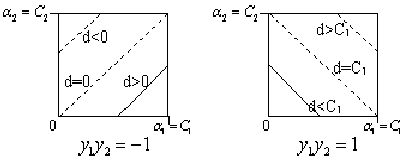 α₂ = C₂
d<0
d=0
d>0
0
α₁ = C₁
y₁y₂ = −1
α₂ = C₂
d>C₁
d=C₁
d<C₁
0
α₁ = C₁
y₁y₂ = 1